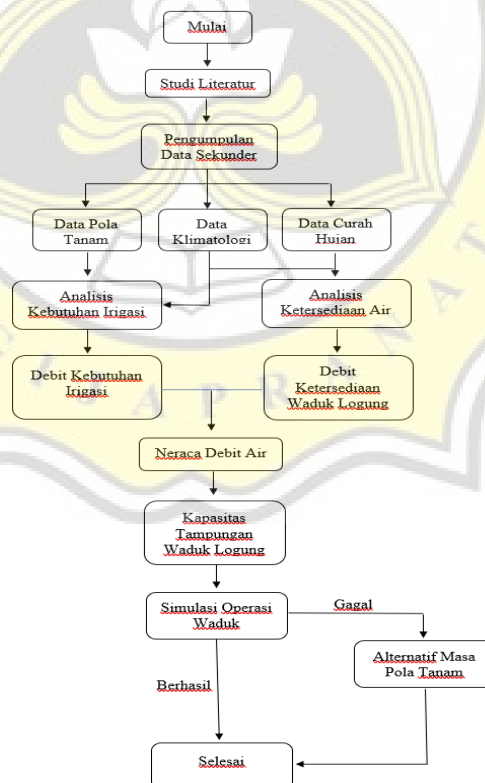 Mulai
Studi Literatur
Pengumpulan
Data Sekunder
Data Pola
Tanam
Data
Klimatologi
Data Curah
Huian
Analisis
Kebutuhan Irigasi
Analisis
Ketersediaan Air
Debit Kebutuhan
Irigasi
Debit
Ketersediaan
Waduk Logung
Neraca Debit Air
Kapasitas
Tampungan
Waduk Logung
Simulasi Operasi
Waduk
Gagal
Alternatif Masa
Pola Tanam
Berhasil
Selesai